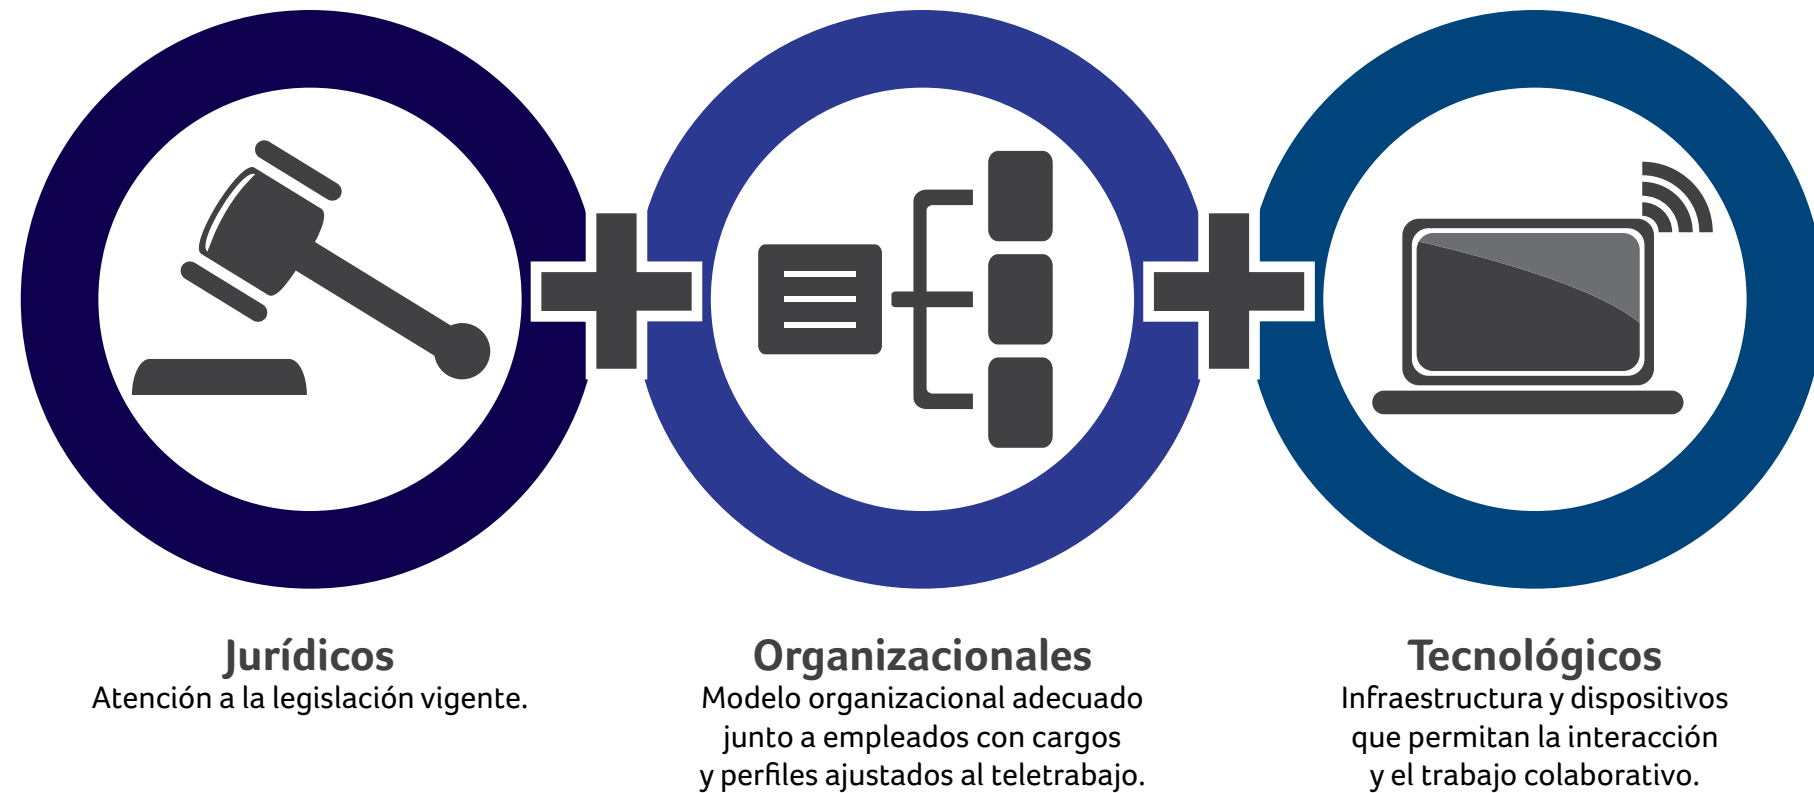 Jurídicos
Atención a la legislación vigente.
Organizacionales
Modelo organizacional adecuado
junto a empleados con cargos
y perfiles ajustados al teletrabajo.
Tecnológicos
Infraestructura y dispositivos
que permitan la interacción
y el trabajo colaborativo.